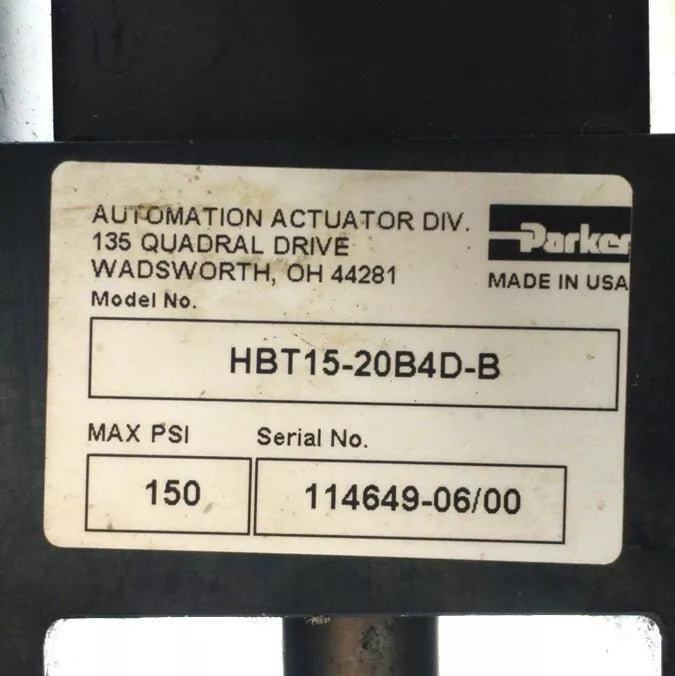 AUTOMATION ACTUATOR DIV.
135 QUADRAL DRIVE
WADSWORTH, OH 44281
Parker
MADE IN USA
Model No.
HBT15-20B4D-B
MAX PSI
Serial No.
150
114649-06/00